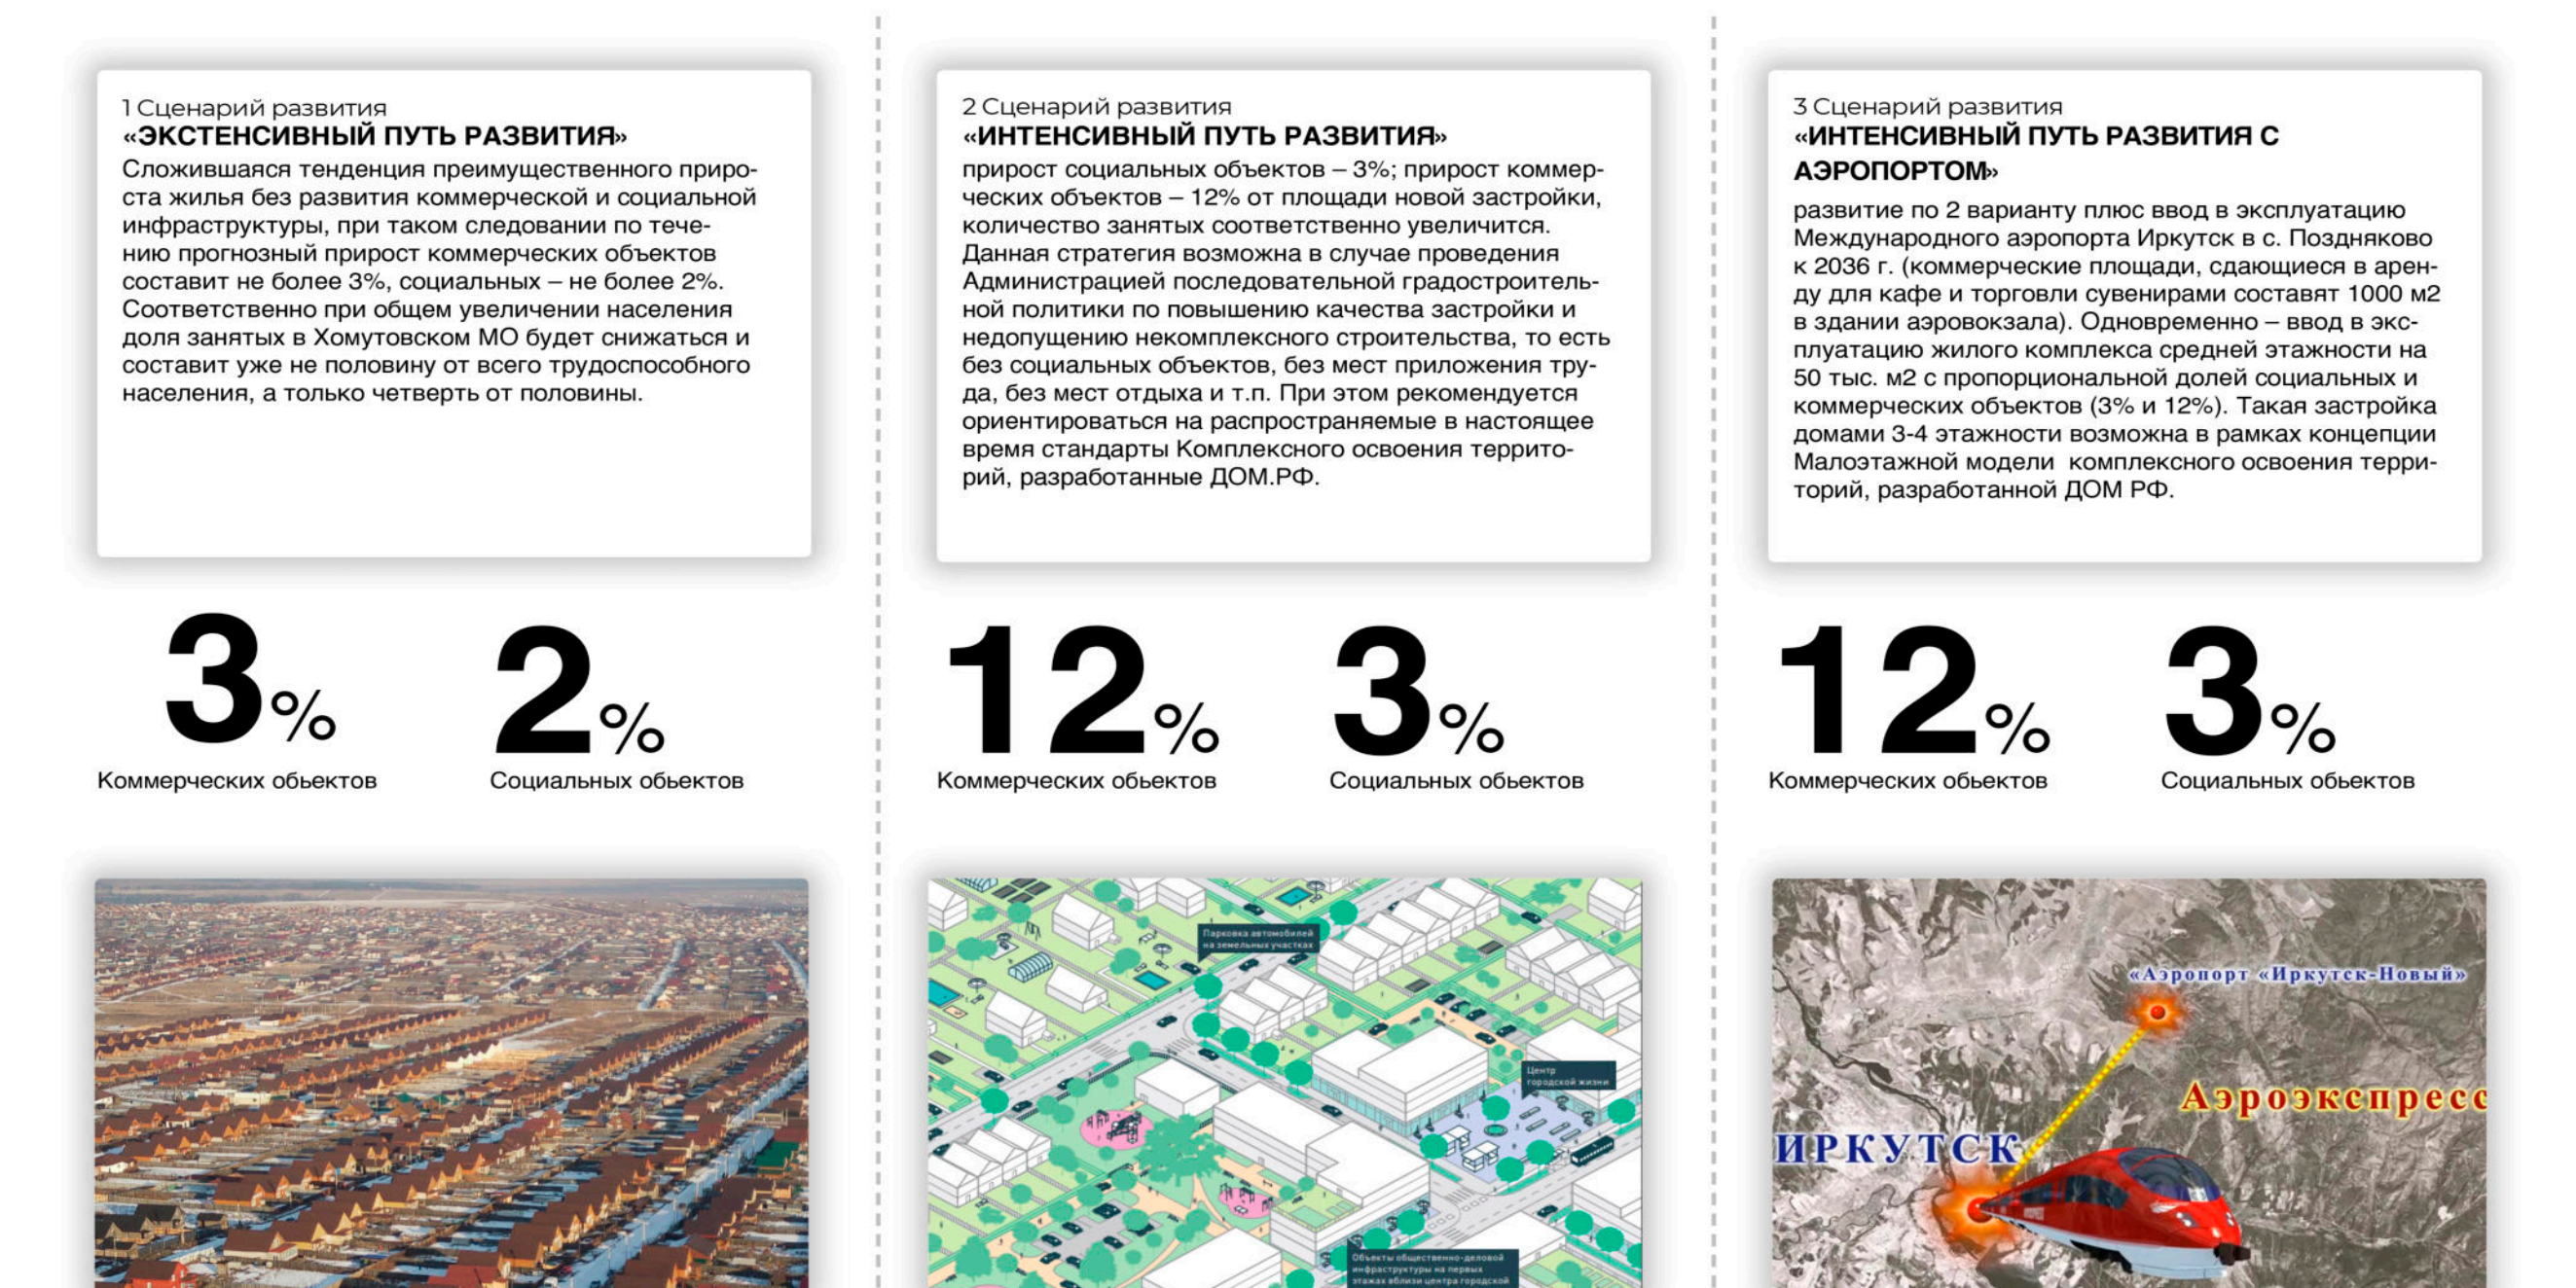 1 Сценарий развития
«ЭКСТЕНСИВНЫЙ ПУТЬ РАЗВИТИЯ»
Сложившаяся тенденция преимущественного приро-
ста жилья без развития коммерческой и социальной
инфраструктуры, при таком следовании по тече-
нию прогнозный прирост коммерческих объектов
составит не более 3%, социальных – не более 2%.
Соответственно при общем увеличении населения
доля занятых в Хомутовском МО будет снижаться и
составит уже не половину от всего трудоспособного
населения, а только четверть от половины.
3%
Коммерческих обьектов
2%
Социальных обьектов
2 Сценарий развития
«ИНТЕНСИВНЫЙ ПУТЬ РАЗВИТИЯ»
прирост социальных объектов – 3%; прирост коммер-
ческих объектов – 12% от площади новой застройки,
количество занятых соответственно увеличится.
Данная стратегия возможна в случае проведения
Администрацией последовательной градостроитель-
ной политики по повышению качества застройки и
недопущению некомплексного строительства, то есть
без социальных объектов, без мест приложения тру-
да, без мест отдыха и т.п. При этом рекомендуется
ориентироваться на распространяемые в настоящее
время стандарты Комплексного освоения террито-
рий, разработанные ДОМ.РФ.
12%
Коммерческих обьектов
3%
Социальных обьектов
Парковка автомобилей
на земельных участках
Центр
городской жизни
Объекты общественно-деловой
инфраструктуры на первых
этажах вблизи центра городской
3 Сценарий развития
«ИНТЕНСИВНЫЙ ПУТЬ РАЗВИТИЯ С
АЭРОПОРТОМ»
развитие по 2 варианту плюс ввод в эксплуатацию
Международного аэропорта Иркутск в с. Поздняково
к 2036 г. (коммерческие площади, сдающиеся в арен-
ду для кафе и торговли сувенирами составят 1000 м2
в здании аэровокзала). Одновременно – ввод в экс-
плуатацию жилого комплекса средней этажности на
50 тыс. м2 с пропорциональной долей социальных и
коммерческих объектов (3% и 12%). Такая застройка
домами 3-4 этажности возможна в рамках концепции
Малоэтажной модели  комплексного освоения терри-
торий, разработанной ДОМ РФ.
12%
Коммерческих обьектов
3%
Социальных обьектов
«Аэропорт «Иркутск-Новый»
Аэроэкспресс
ИРКУТСК